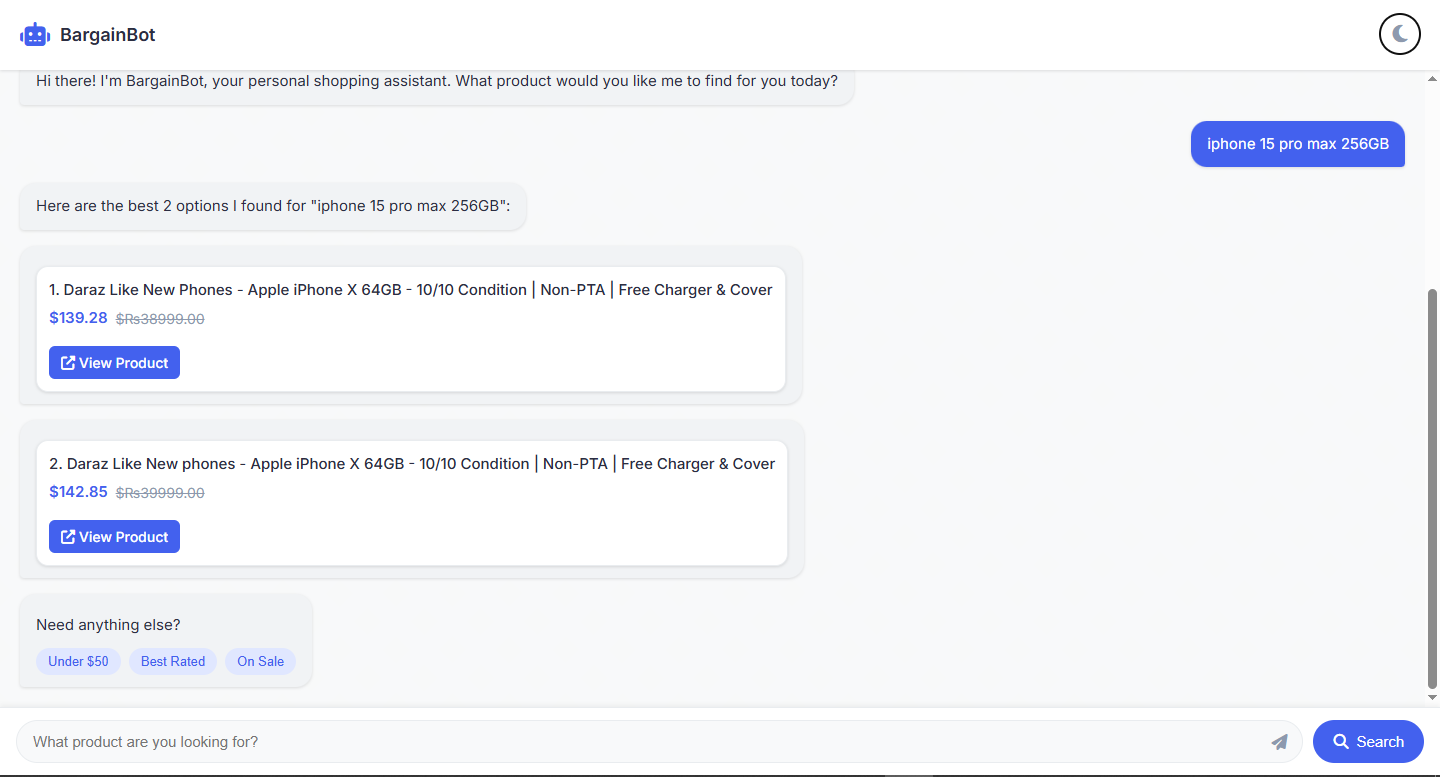 BargainBot
Hi there! I'm BargainBot, your personal shopping assistant. What product would you like me to find for you today?
iphone 15 pro max 256GB
Here are the best 2 options I found for "iphone 15 pro max 256GB":
1. Daraz Like New Phones - Apple iPhone X 64GB - 10/10 Condition | Non-PTA | Free Charger & Cover
$139.28 $Rs38999.00
View Product
2. Daraz Like New phones - Apple iPhone X 64GB - 10/10 Condition | Non-PTA | Free Charger & Cover
$142.85 $Rs39999.00
View Product
Need anything else?
Under $50 Best Rated On Sale
What product are you looking for? Search